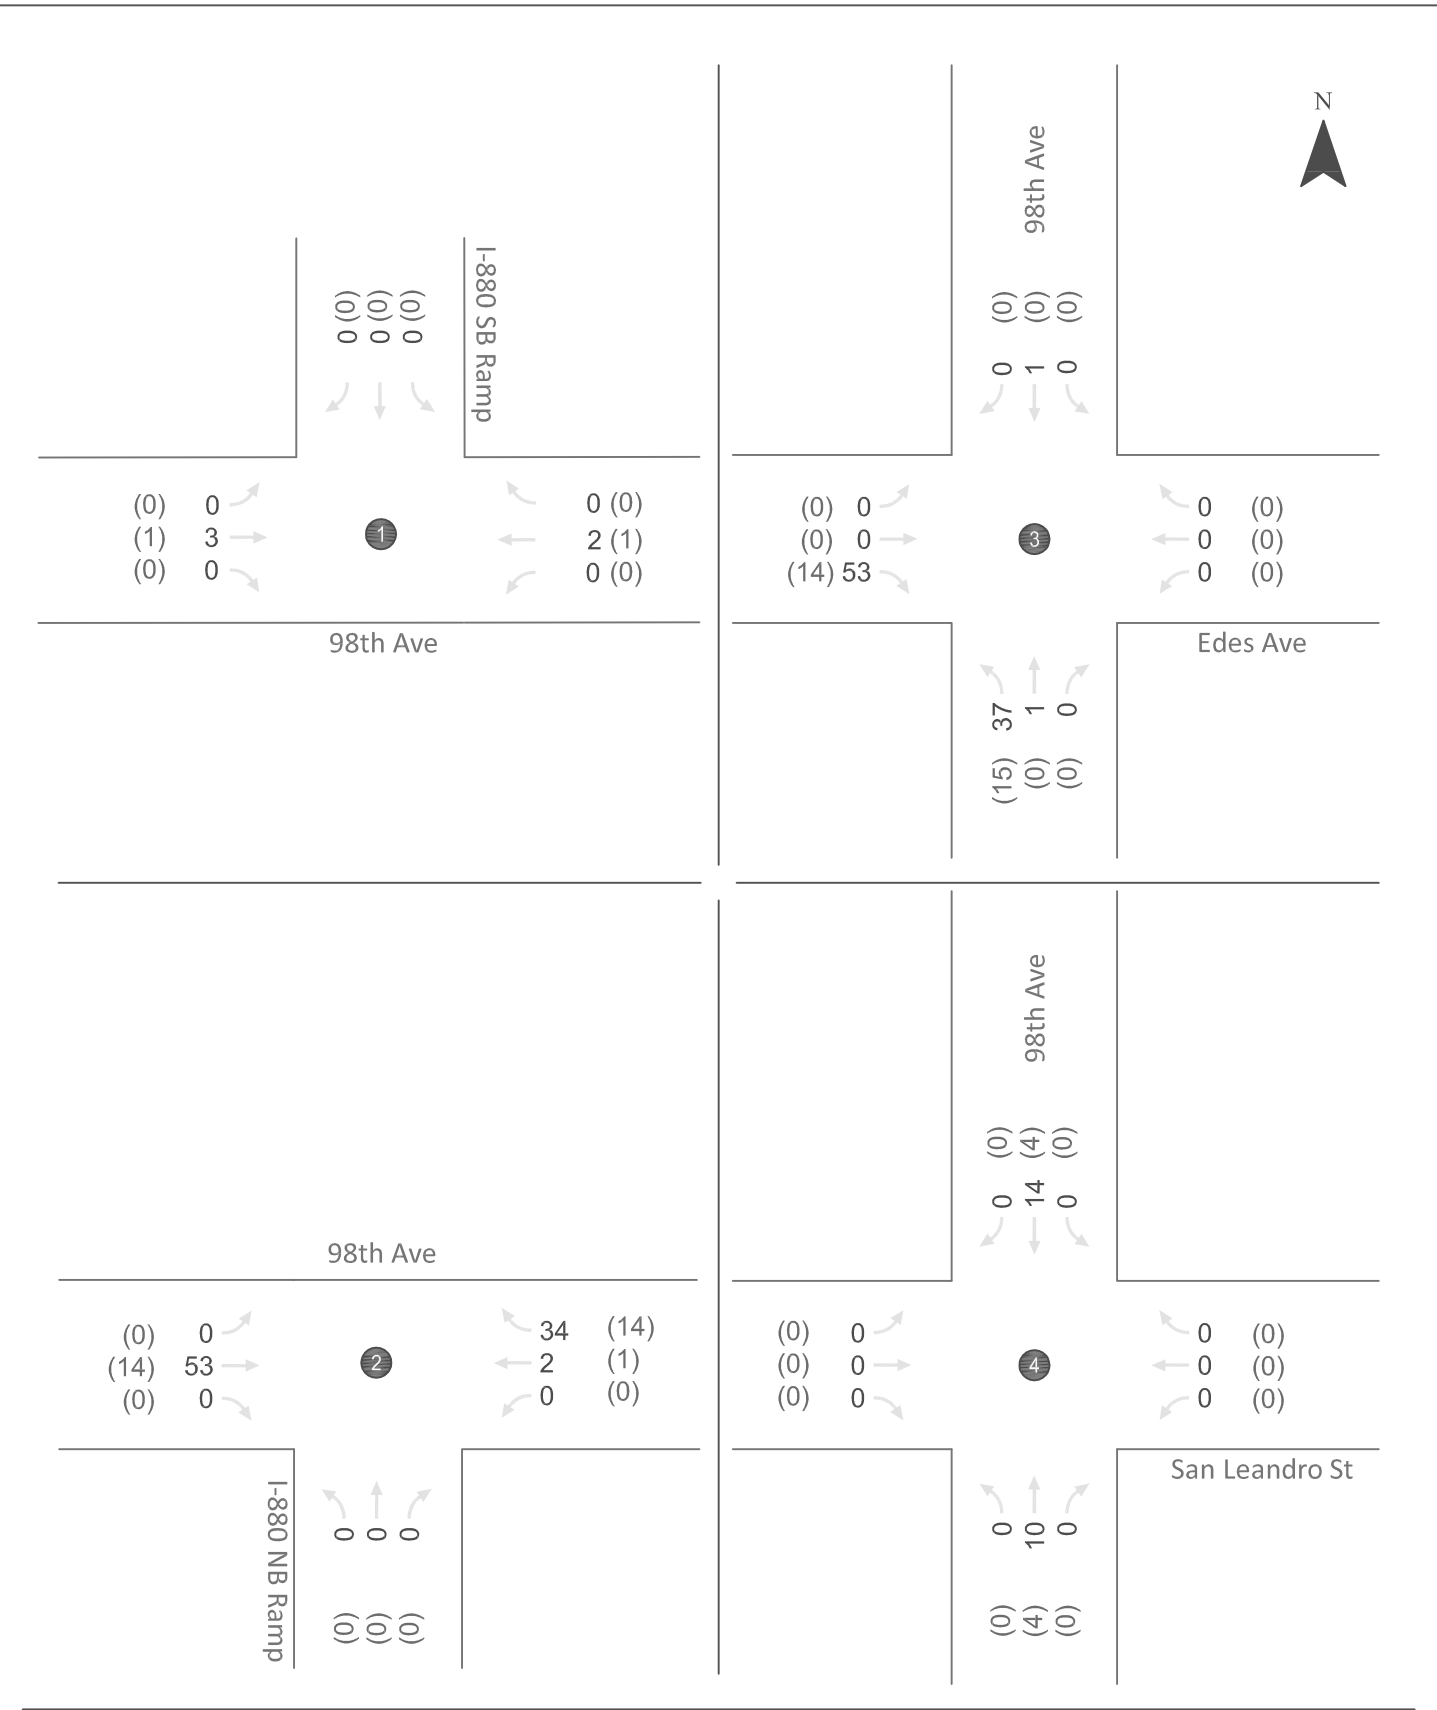 N
I-880 SB Ramp
(0) (0) (0)
0 0 0
(0) 0
(1) 3
(0) 0
1
0 (0)
2 (1)
0 (0)
98th Ave
98th Ave
(0) (0) (0)
0 1 0
(0) 0
(0) 0
(14) 53
3
0 (0)
0 (0)
0 (0)
Edes Ave
37 1 0
(15) (0) (0)
98th Ave
(0) 0
(14) 53
(0) 0
2
34 (14)
2 (1)
0 (0)
I-880 NB Ramp
0 0 0
(0) (0) (0)
98th Ave
(0) (4) (0)
0 14 0
(0) 0
(0) 0
(0) 0
4
0 (0)
0 (0)
0 (0)
San Leandro St
0 10 0
(0) (4) (0)